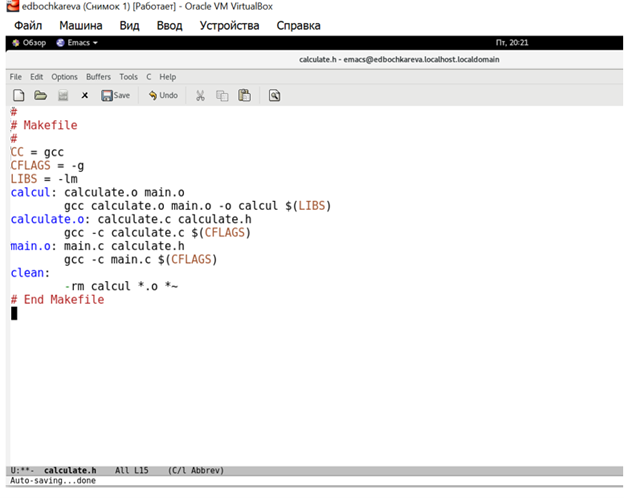 edbochkareva (Снимок 1) [Работает] - Oracle VM VirtualBox
Файл Машина Вид Ввод Устройства Справка
Обзор Emacs Пт, 20:21
calculate.h - emacs@edbochkareva.localhost.localdomain
File Edit Options Buffers Tools C Help
Save Undo
#
# Makefile
#
CC = gcc
CFLAGS = -g
LIBS = -lm
calcul: calculate.o main.o
gcc calculate.o main.o -o calcul $(LIBS)
calculate.o: calculate.c calculate.h
gcc -c calculate.c $(CFLAGS)
main.o: main.c calculate.h
gcc -c main.c $(CFLAGS)
clean:
-rm calcul *.o *~
# End Makefile
U:**- calculate.h All L15 (C/l Abbrev)
Auto-saving...done